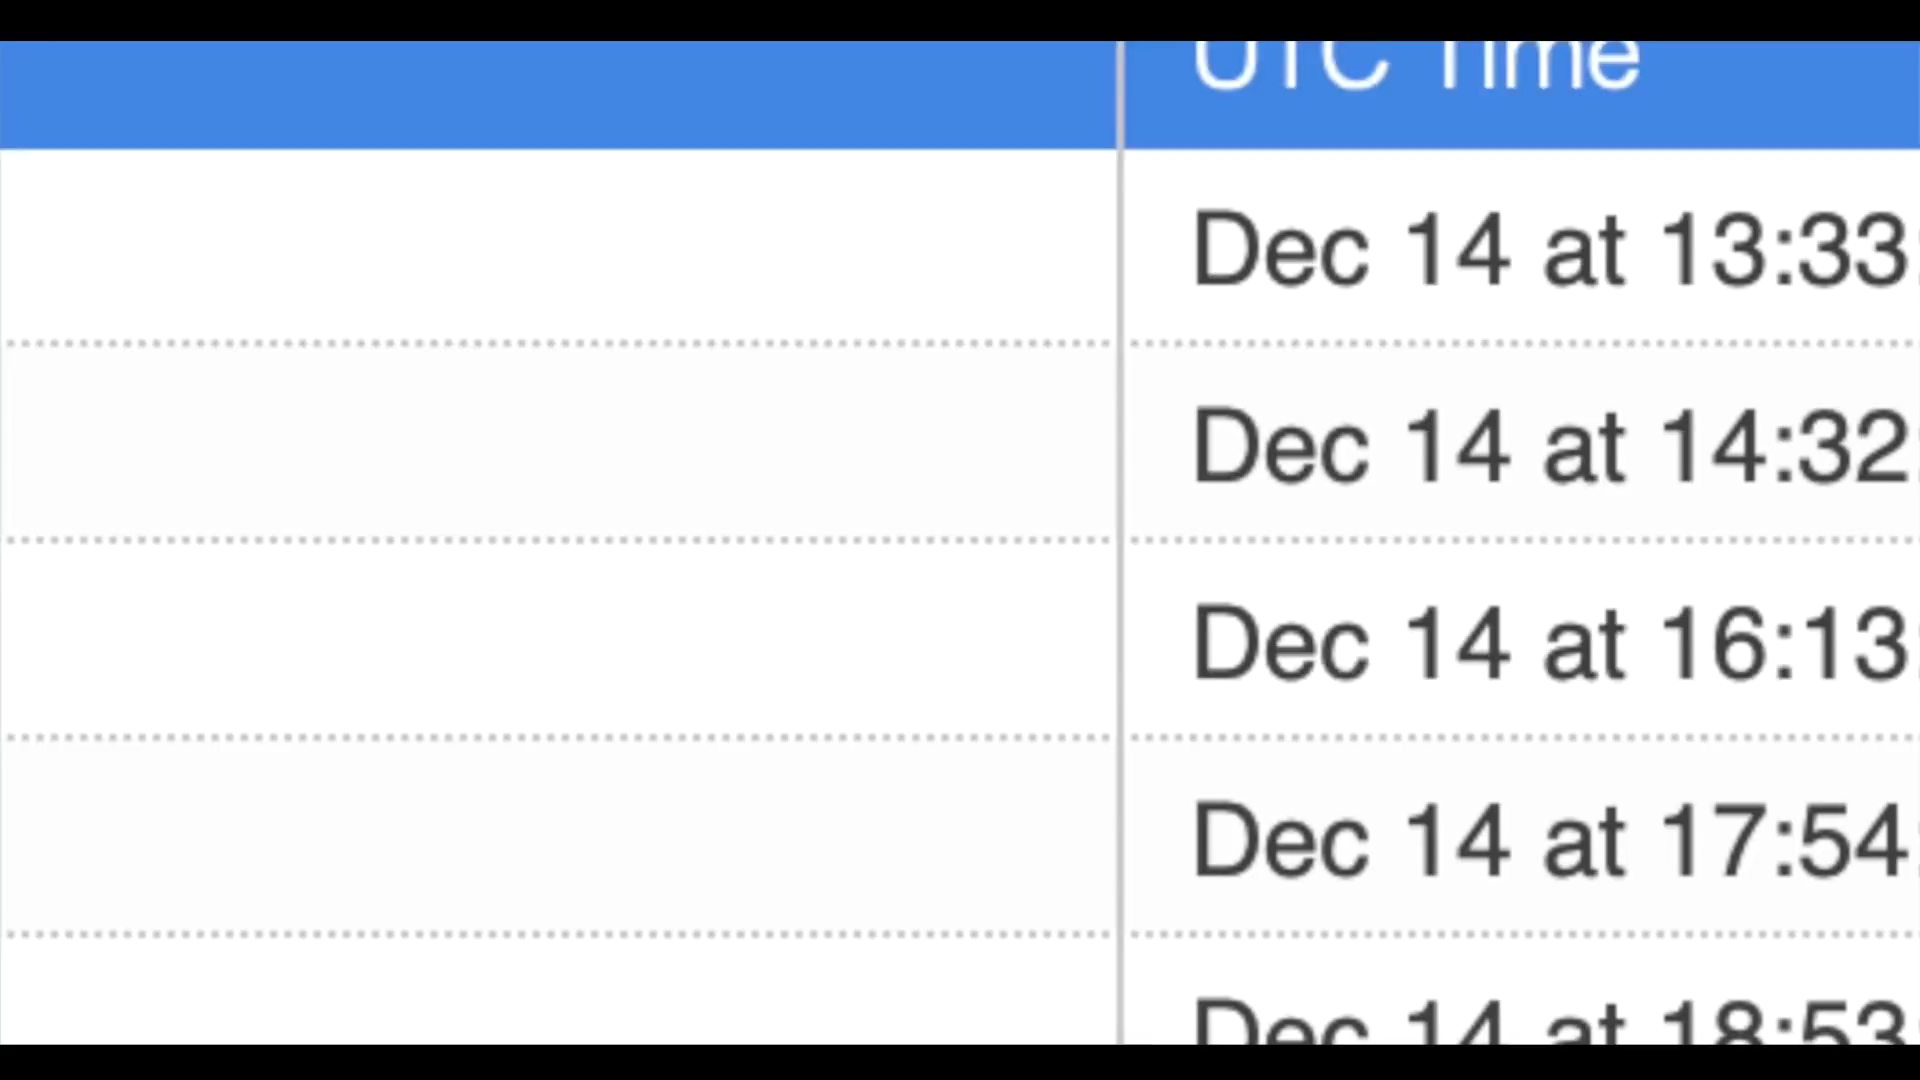 UTC Time
Dec 14 at 13:33:
Dec 14 at 14:32:
Dec 14 at 16:13:
Dec 14 at 17:54:
Dec 14 at 18:53: